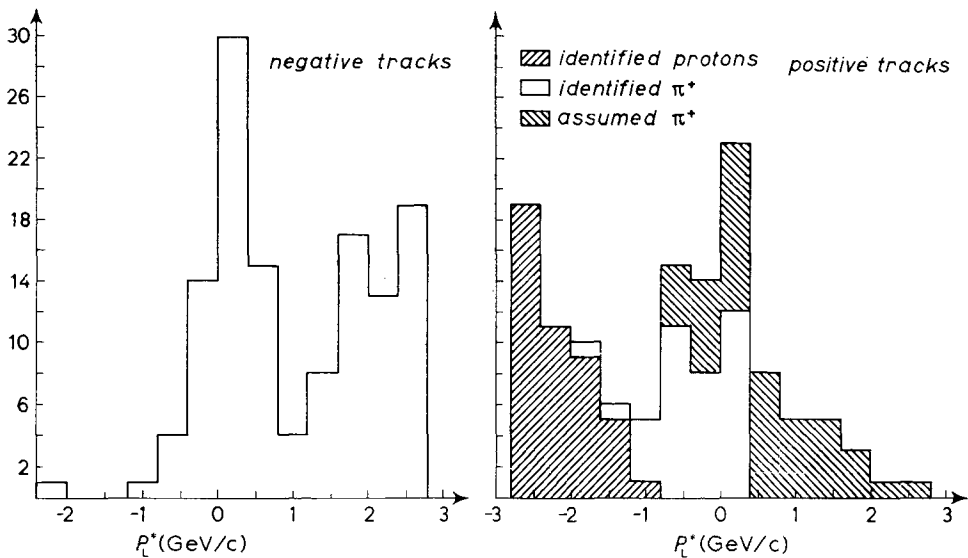 30
26
22
18
14
10
6
2
negative tracks
-2 -1 0 1 2 3
P*L(GeV/c)
identified protons
identified π+
assumed π+
positive tracks
-3 -2 -1 0 1 2 3
P*L(GeV/c)